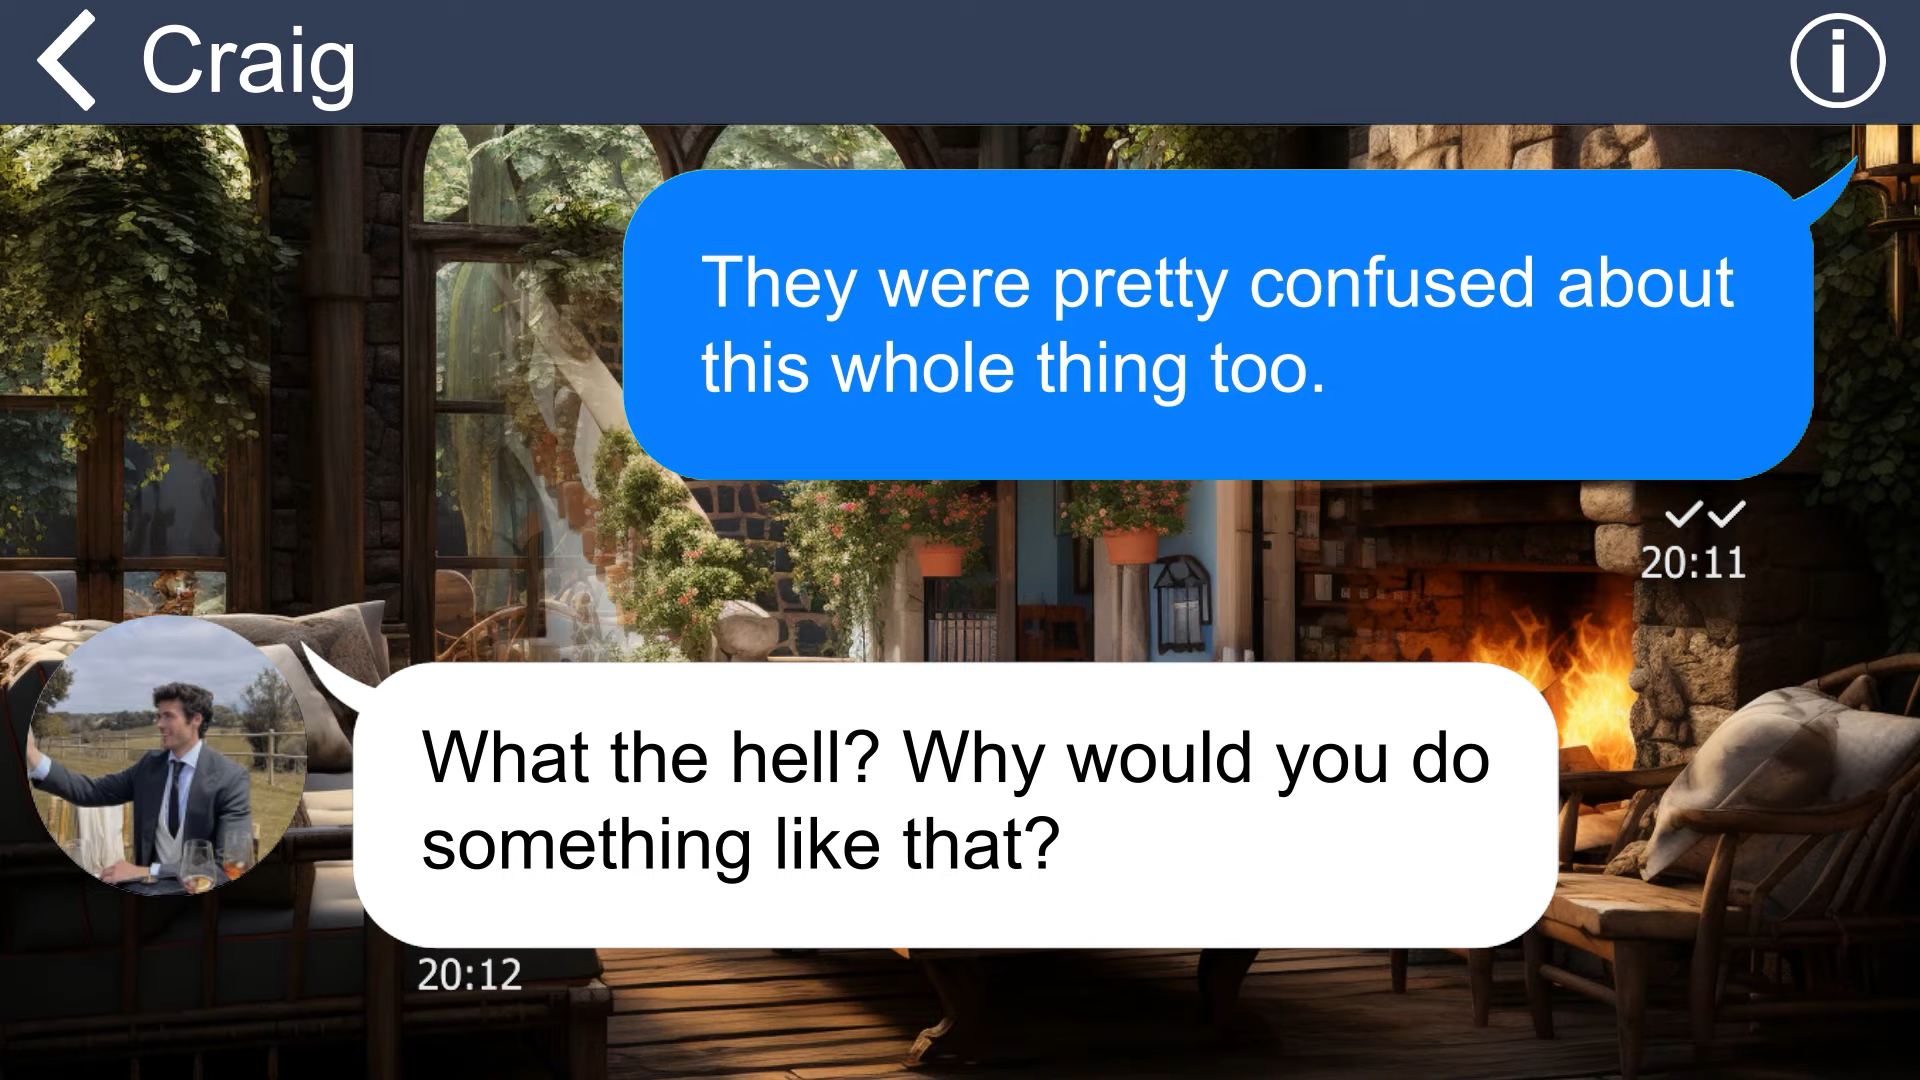 Craig
They were pretty confused about
this whole thing too.
20:11
What the hell? Why would you do
something like that?
20:12